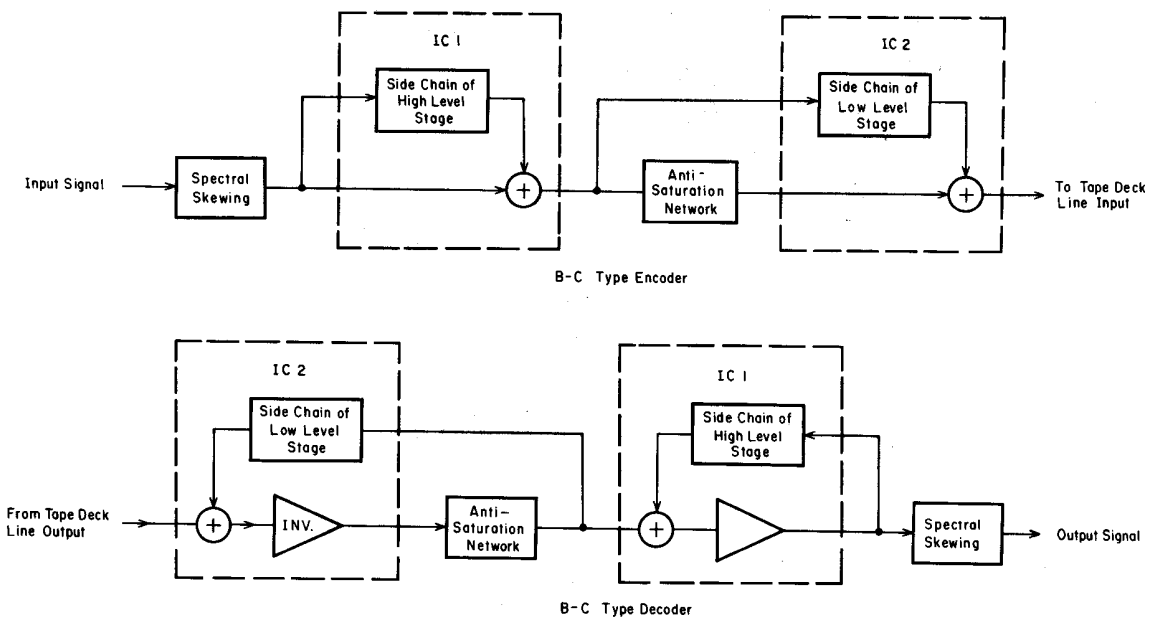 IC 1
Side Chain of
High Level
Stage
IC 2
Side Chain of
Low Level
Stage
Input Signal
Spectral
Skewing
+
Anti-
Saturation
Network
+
To Tape Deck
Line Input
B-C Type Encoder
IC 2
Side Chain of
Low Level
Stage
IC 1
Side Chain of
High Level
Stage
From Tape Deck
Line Output
+
INV.
Anti-
Saturation
Network
+
Spectral
Skewing
Output Signal
B-C Type Decoder